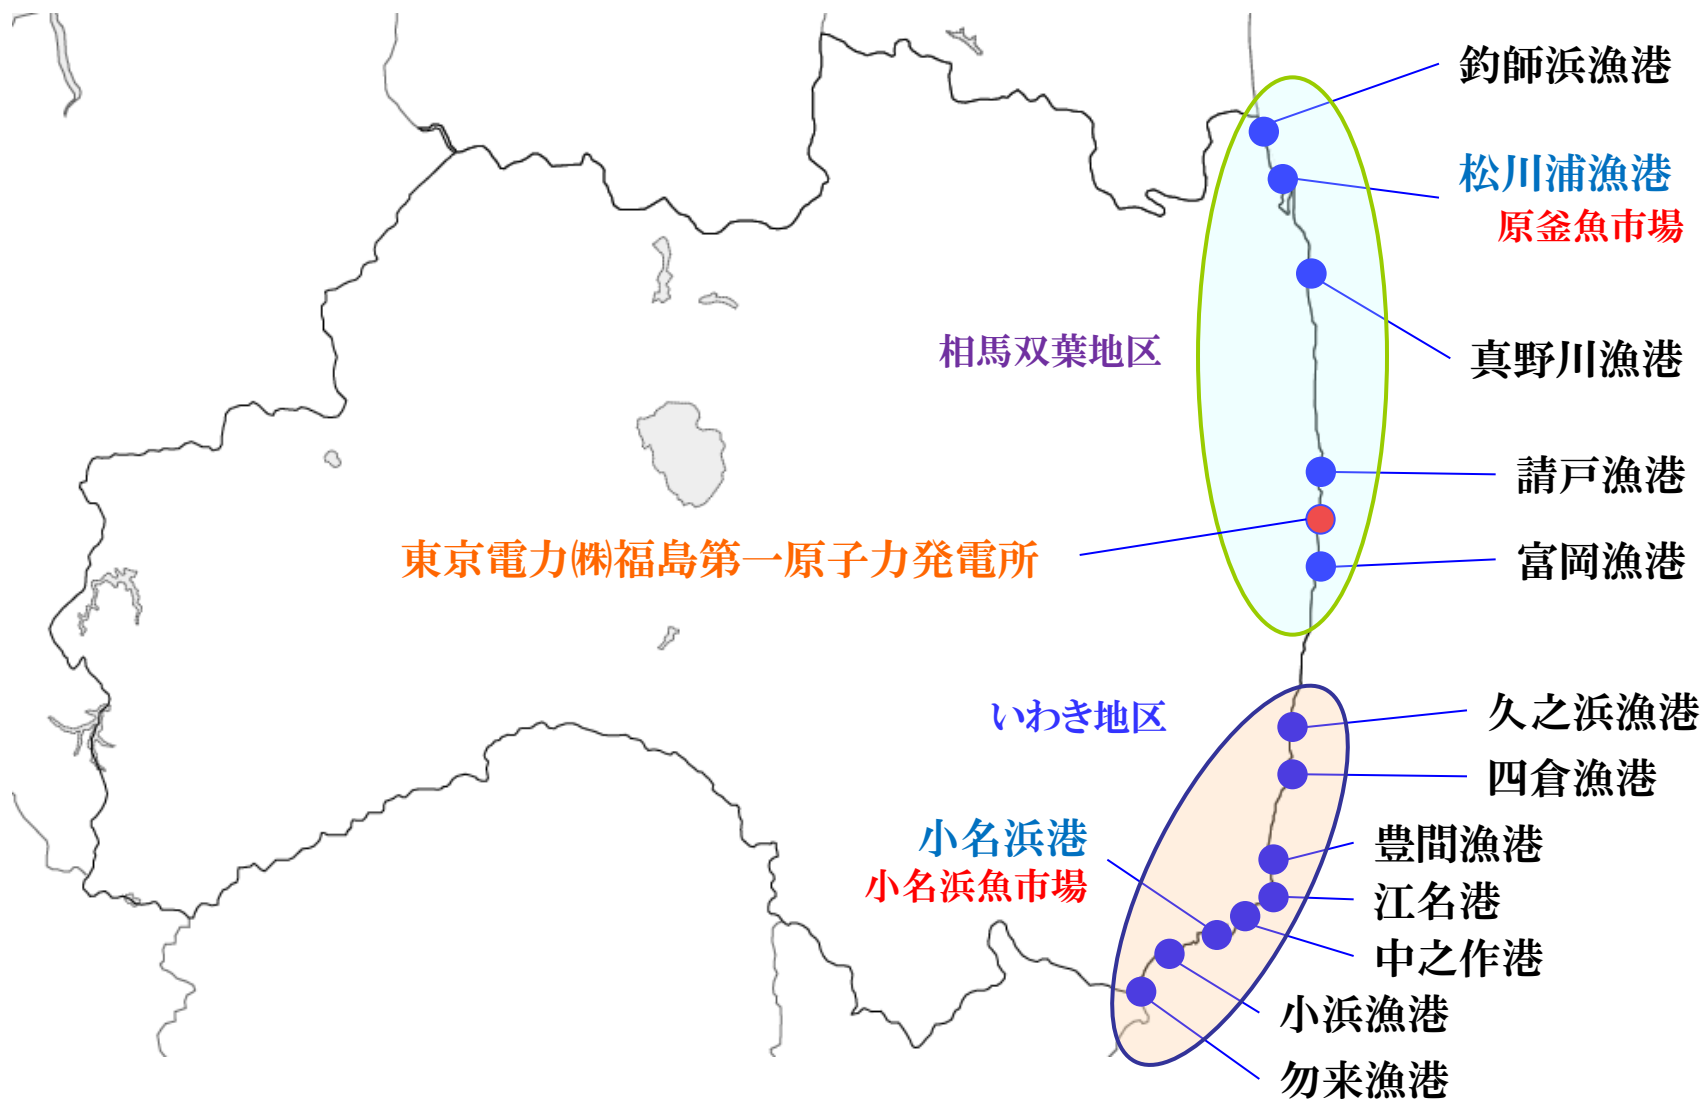 釣師浜漁港
松川浦漁港
原釜魚市場
相馬双葉地区
真野川漁港
請戸漁港
東京電力㈱福島第一原子力発電所
富岡漁港
いわき地区
久之浜漁港
四倉漁港
小名浜港
小名浜魚市場
豊間漁港
江名港
中之作港
小浜漁港
勿来漁港